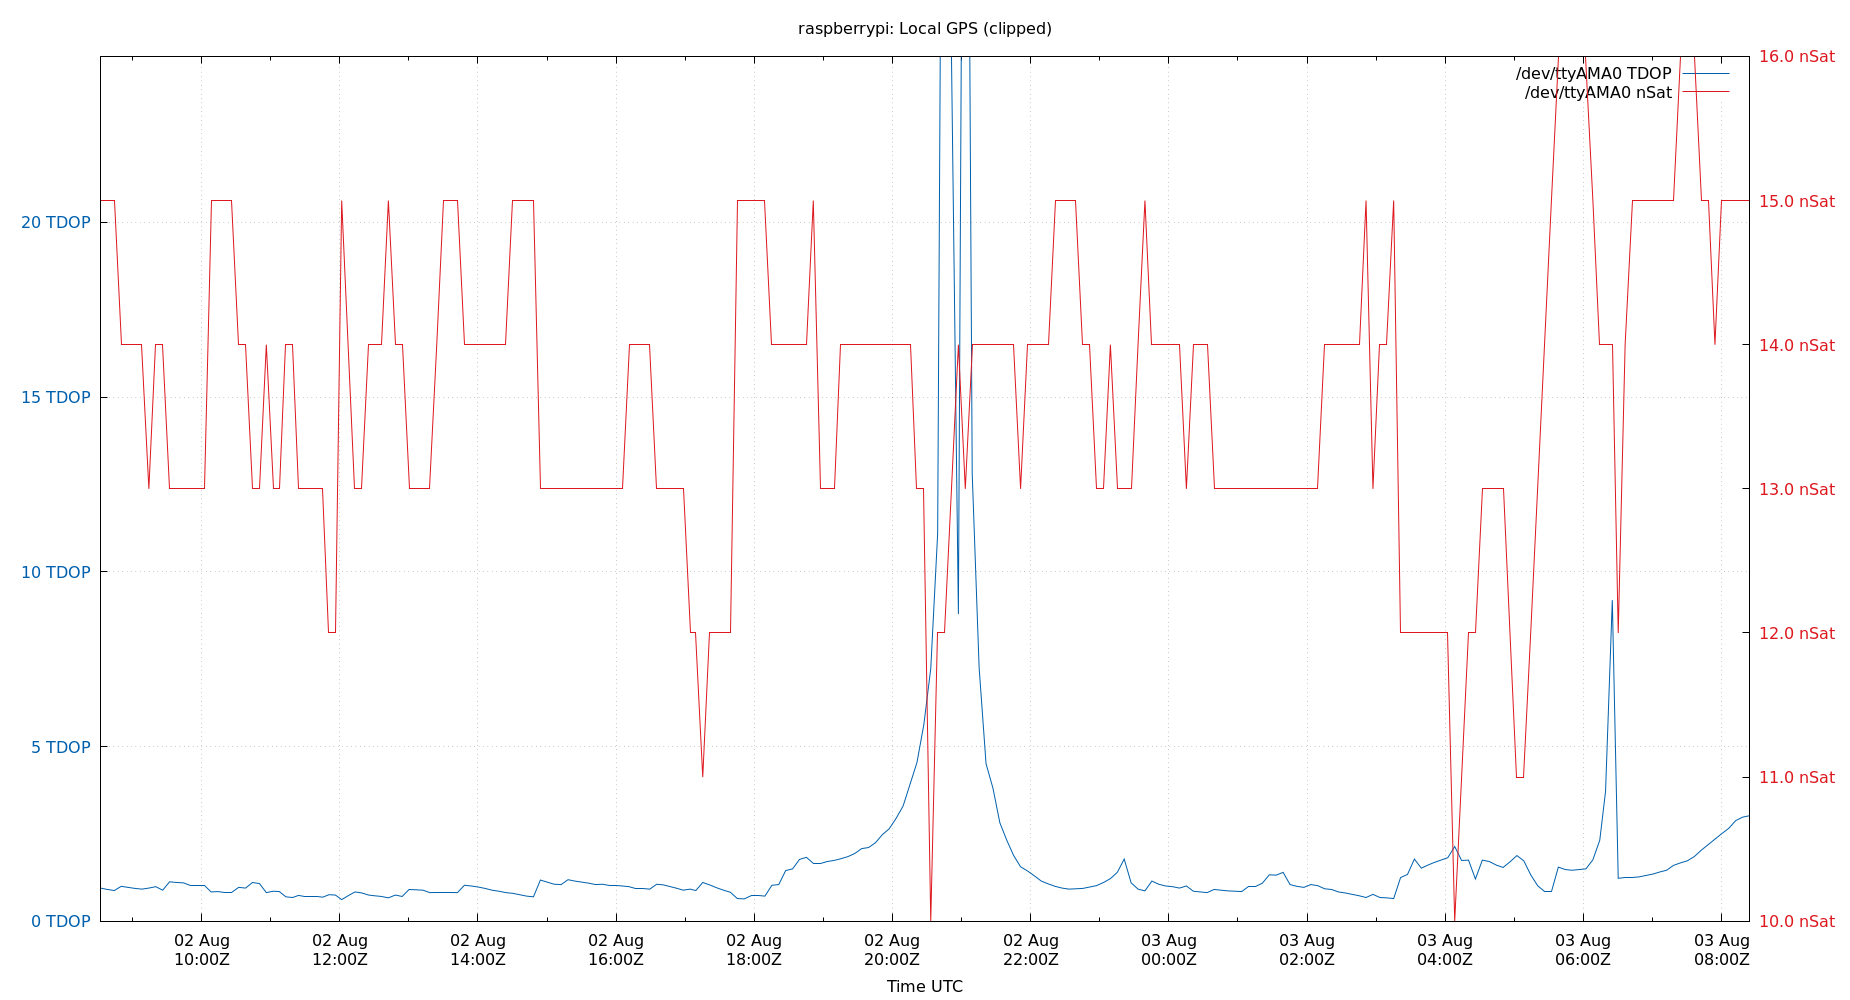 raspberrypi: Local GPS (clipped)
16.0 nSat
/dev/ttyAMA0 TDOP
/dev/ttyAMA0 nSat
20 TDOP
15.0 nSat
14.0 nSat
15 TDOP
13.0 nSat
10 TDOP
12.0 nSat
5 TDOP
11.0 nSat
0 TDOP
10.0 nSat
02 Aug 02 Aug 02 Aug 02 Aug 02 Aug 02 Aug 02 Aug 03 Aug 03 Aug 03 Aug 03 Aug 03 Aug
10:00Z 12:00Z 14:00Z 16:00Z 18:00Z 20:00Z 22:00Z 00:00Z 02:00Z 04:00Z 06:00Z 08:00Z
Time UTC